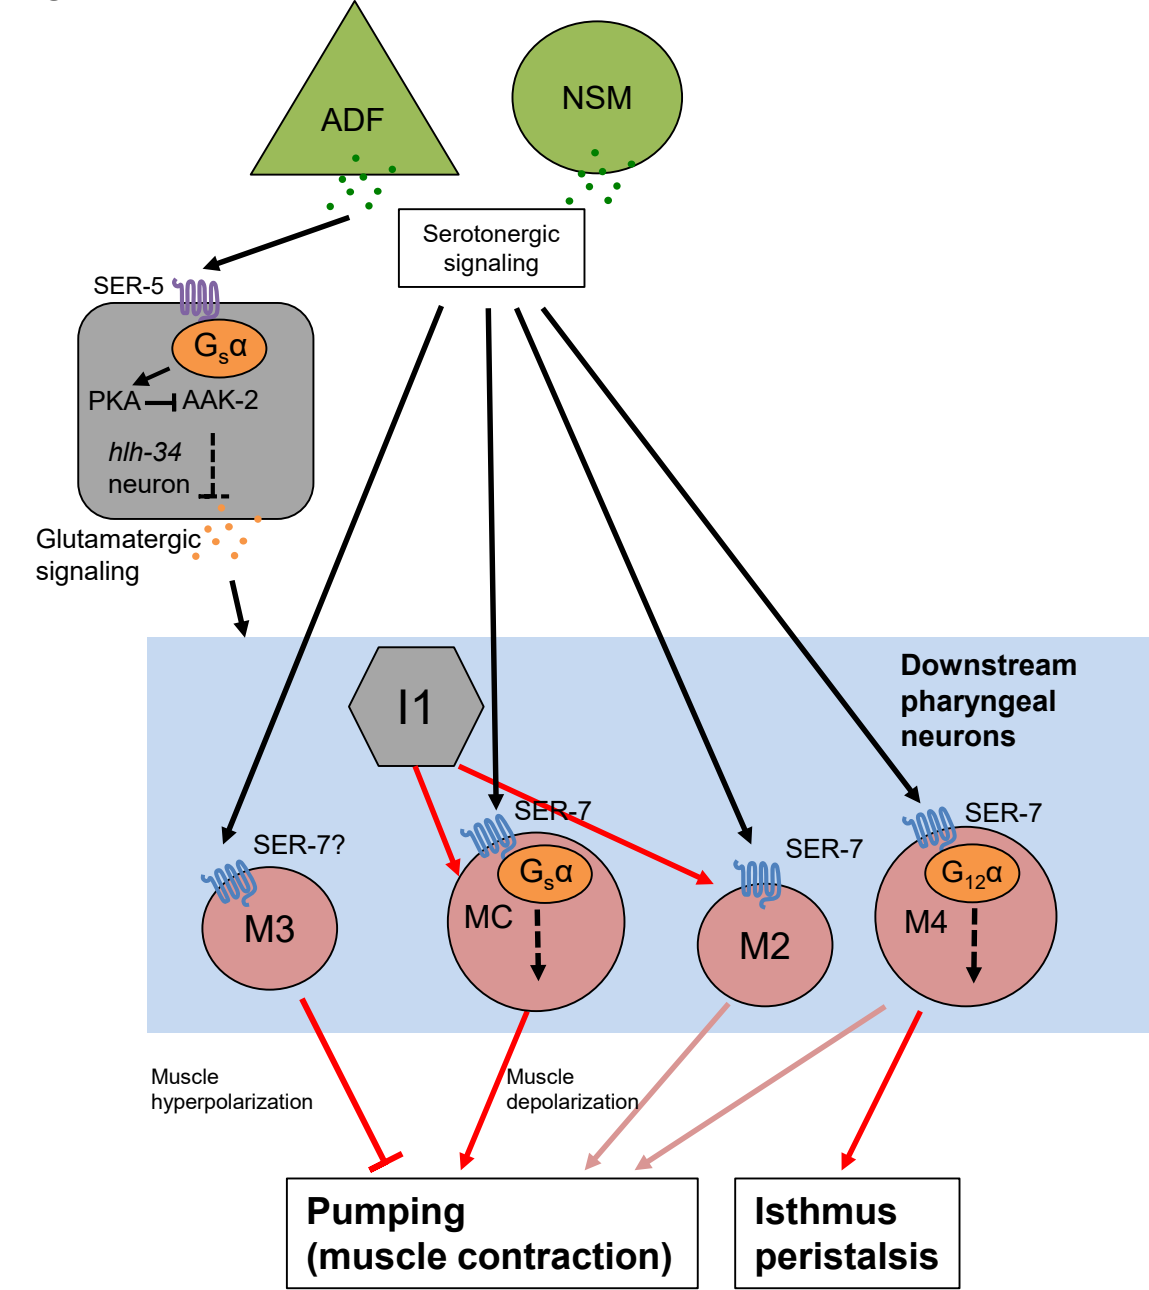 ADF
NSM
Serotonergic
signaling
SER-5
Gsα
PKA
AAK-2
hlh-34
neuron
Glutamatergic
signaling
Downstream
pharyngeal
neurons
I1
SER-7
SER-7
SER-7?
SER-7
Gsα
G12α
M3
MC
M2
M4
Muscle
hyperpolarization
Muscle
depolarization
Pumping
(muscle contraction)
Isthmus
peristalsis